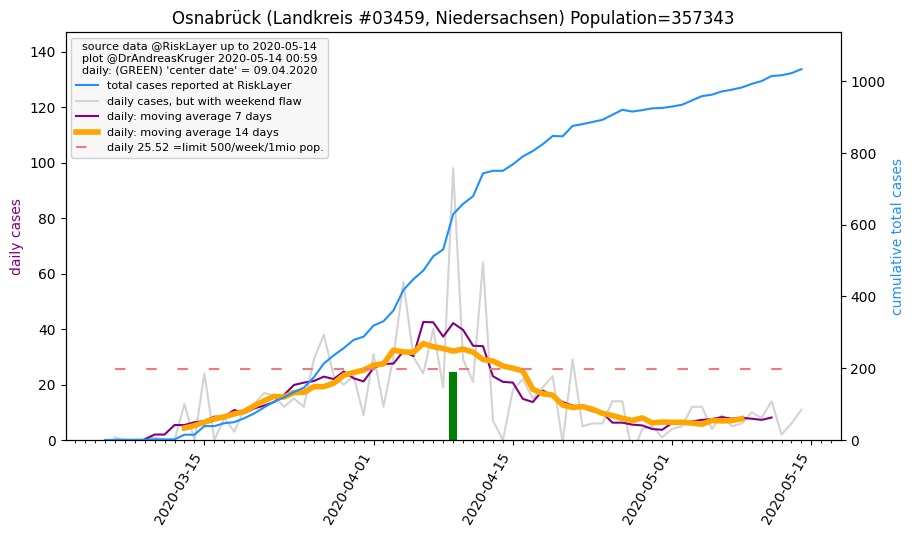 Osnabrück (Landkreis #03459, Niedersachsen) Population=357343
source data @RiskLayer up to 2020-05-14
plot @DrAndreasKruger 2020-05-14 00:59
daily: (GREEN) 'center date' = 09.04.2020
total cases reported at RiskLayer
daily cases, but with weekend flaw
daily: moving average 7 days
daily: moving average 14 days
daily 25.52 =limit 500/week/1mio pop.
daily cases
140
120
100
80
60
40
20
0
cumulative total cases
1000
800
600
400
200
0
2020-03-15
2020-04-01
2020-04-15
2020-05-01
2020-05-15